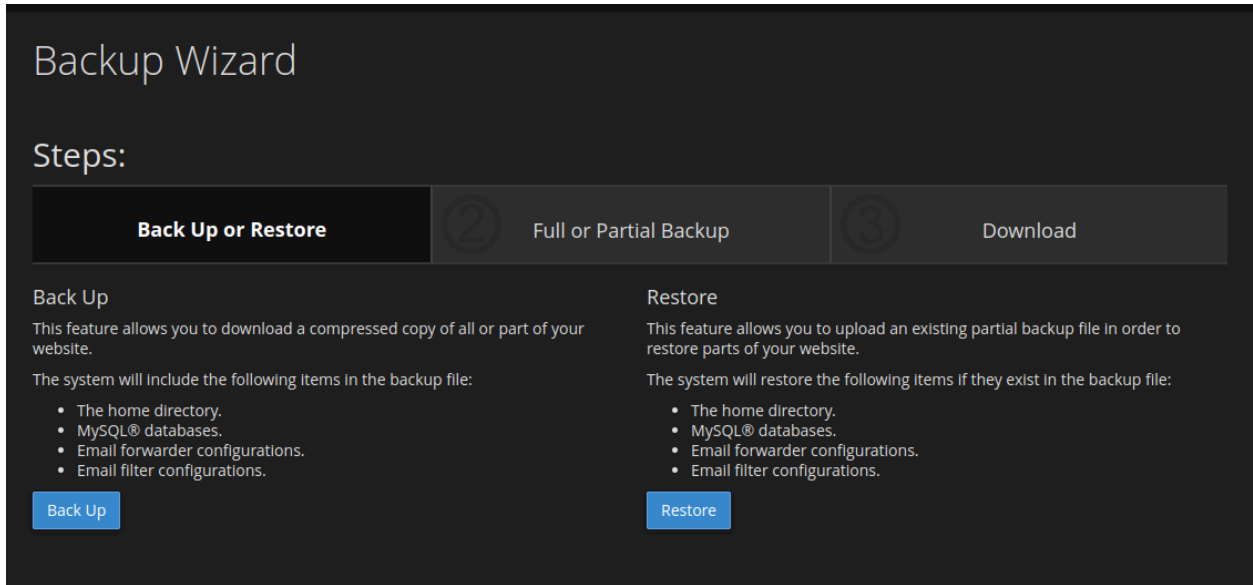 Backup Wizard
Steps:
Back Up or Restore
2 Full or Partial Backup
3 Download
Back Up
This feature allows you to download a compressed copy of all or part of your
website.
The system will include the following items in the backup file:
• The home directory.
• MySQL® databases.
• Email forwarder configurations.
• Email filter configurations.
Back Up
Restore
This feature allows you to upload an existing partial backup file in order to
restore parts of your website.
The system will restore the following items if they exist in the backup file:
• The home directory.
• MySQL® databases.
• Email forwarder configurations.
• Email filter configurations.
Restore